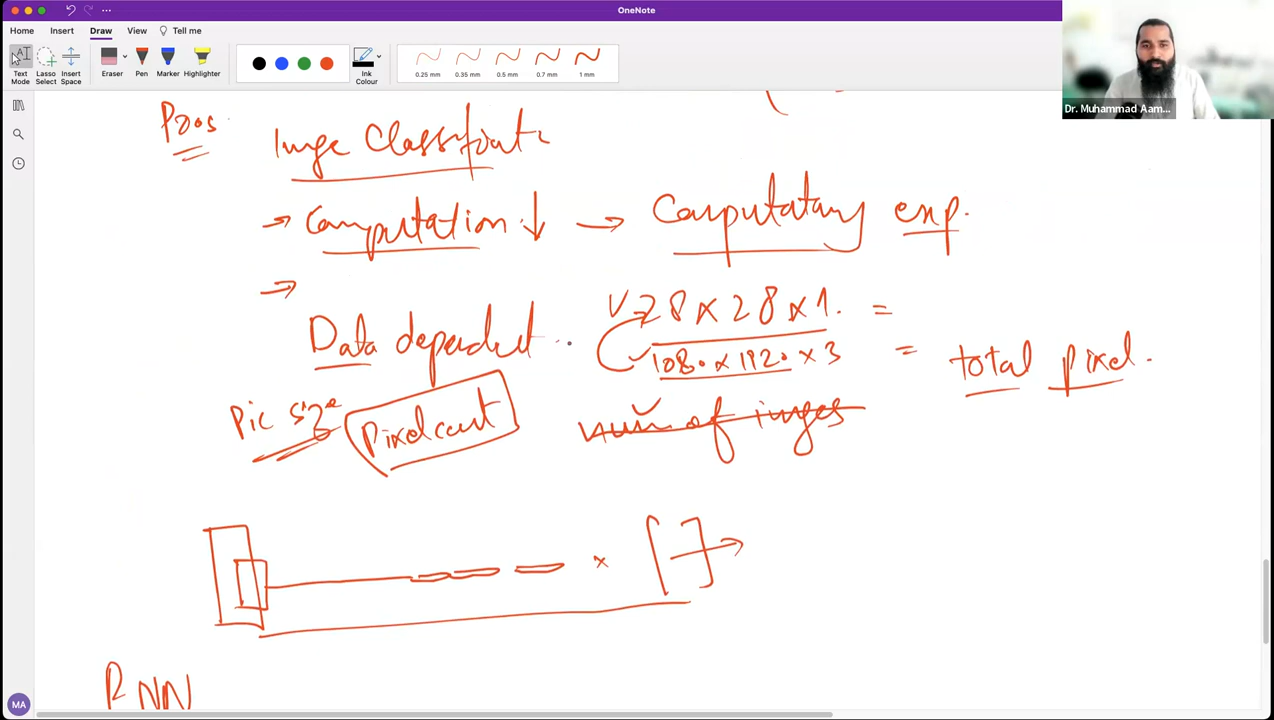 OneNote
Home Insert Draw View Tell me
Text Mode
Lasso Select
Insert Space
Eraser
Pen
Marker
Highlighter
Ink Colour
0.25 mm
0.35 mm
0.5 mm
0.7 mm
1 mm
Dr. Muhammad Aam...
Pros
Image Classificat
→ Computation ↓ → Computatary exp.
→
Data dependent
28 × 28 × 1. =
1080 × 1920 × 3 = total pixel.
Pic size Pixel count
num of images
× [ ] →
RNN
MA